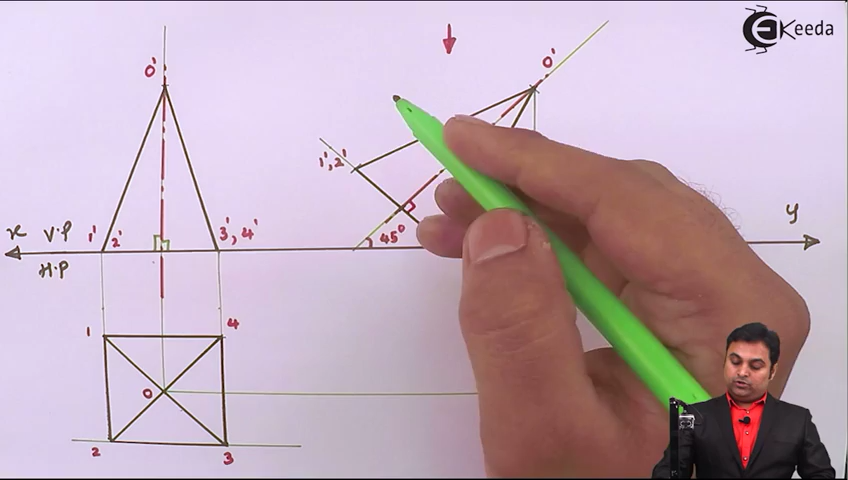 Ekeeda
O'
O'
1', 2'
x V.P
1' 2'
3', 4'
45°
y
H.P
1
4
O
2
3